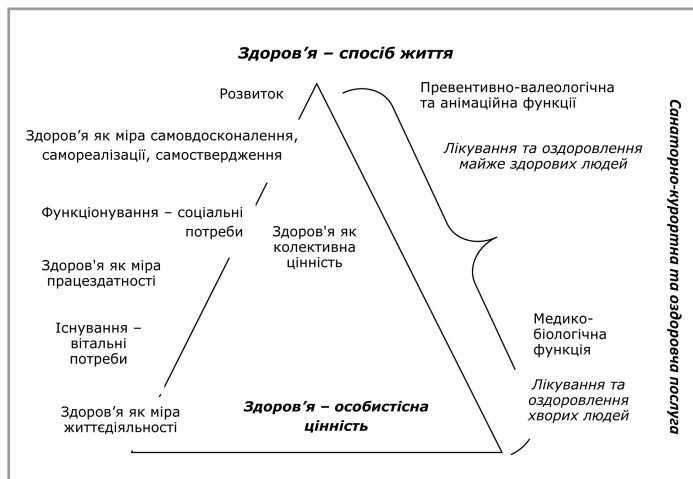 Здоров’я – спосіб життя
Розвиток
Здоров’я як міра самовдосконалення,
самореалізації, самоствердження
Функціонування – соціальні
потреби
Здоров'я як міра
працездатності
Існування –
вітальні
потреби
Здоров’я як міра
життєдіяльності
Здоров'я як
колективна
цінність
Здоров’я – особистісна
цінність
Превентивно-валеологічна
та анімаційна функції
Лікування та оздоровлення
майже здорових людей
Медико-
біологічна
функція
Лікування та
оздоровлення
хворих людей
Санаторно-курортна та оздоровча послуга